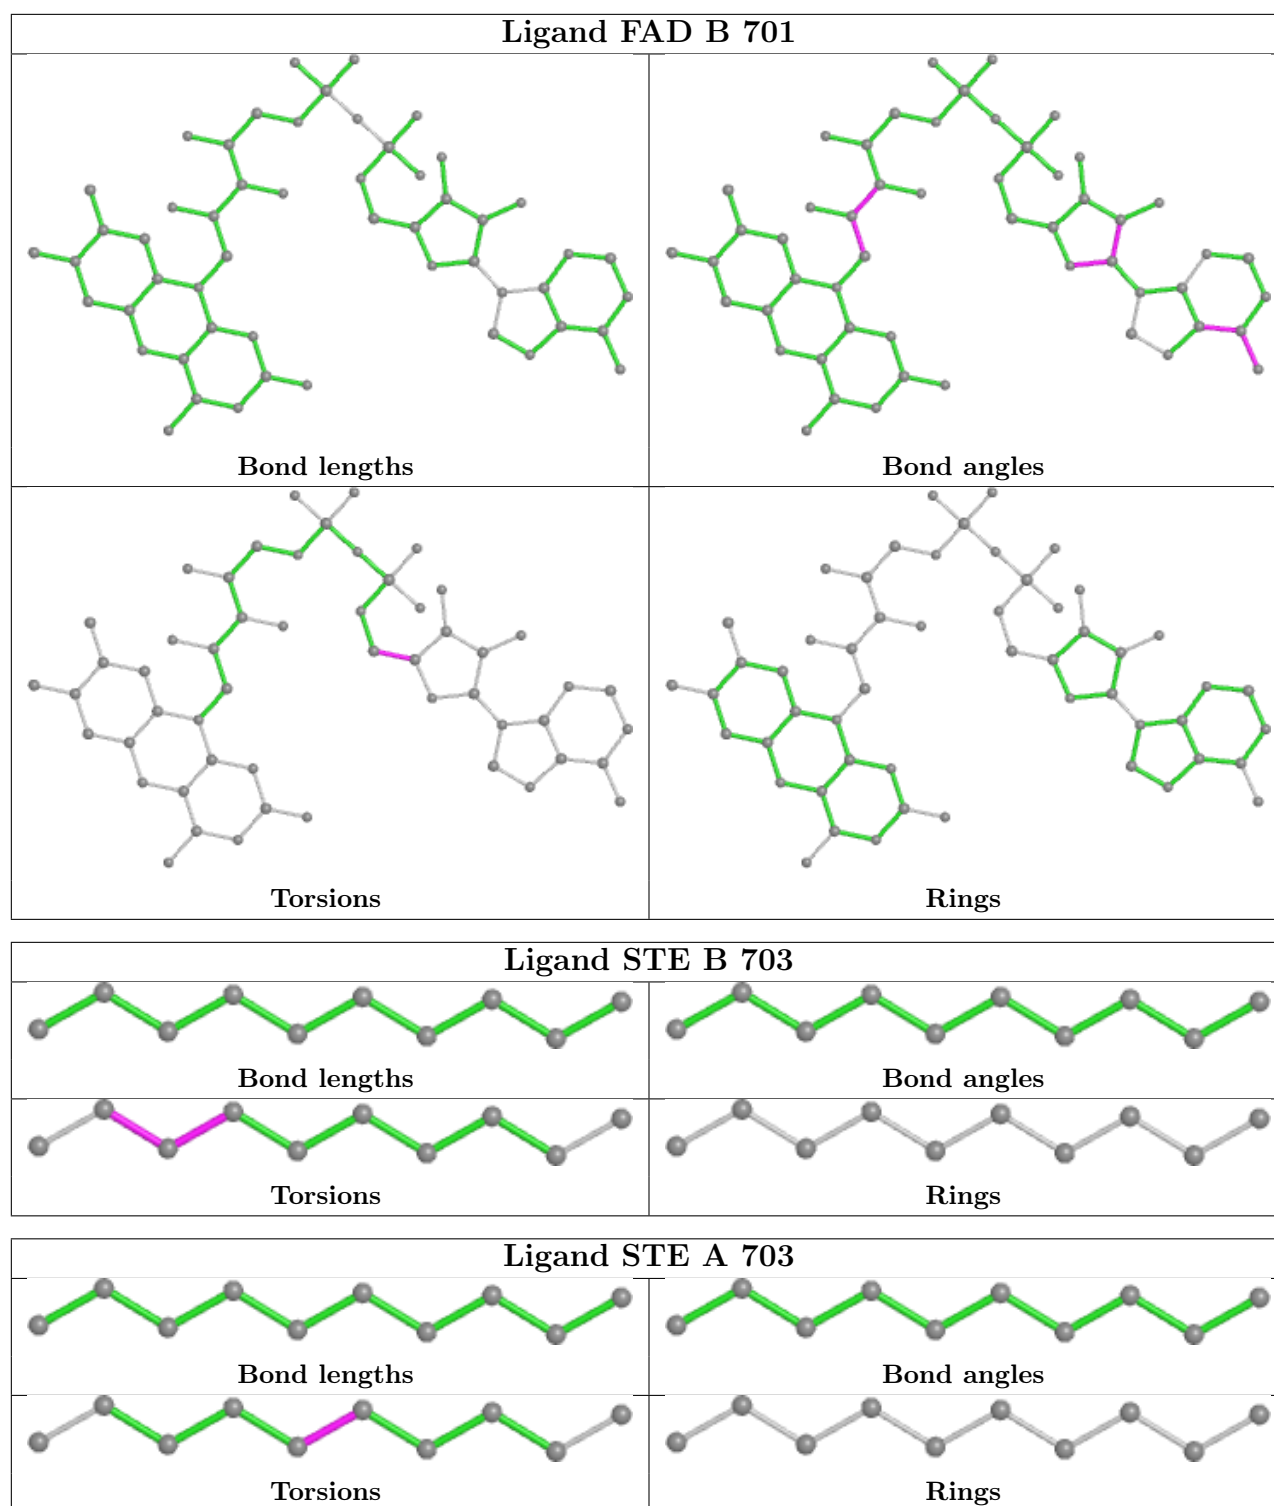 Ligand FAD B 701
Bond lengths
Bond angles
Torsions
Rings
Ligand STE B 703
Bond lengths
Bond angles
Torsions
Rings
Ligand STE A 703
Bond lengths
Bond angles
Torsions
Rings